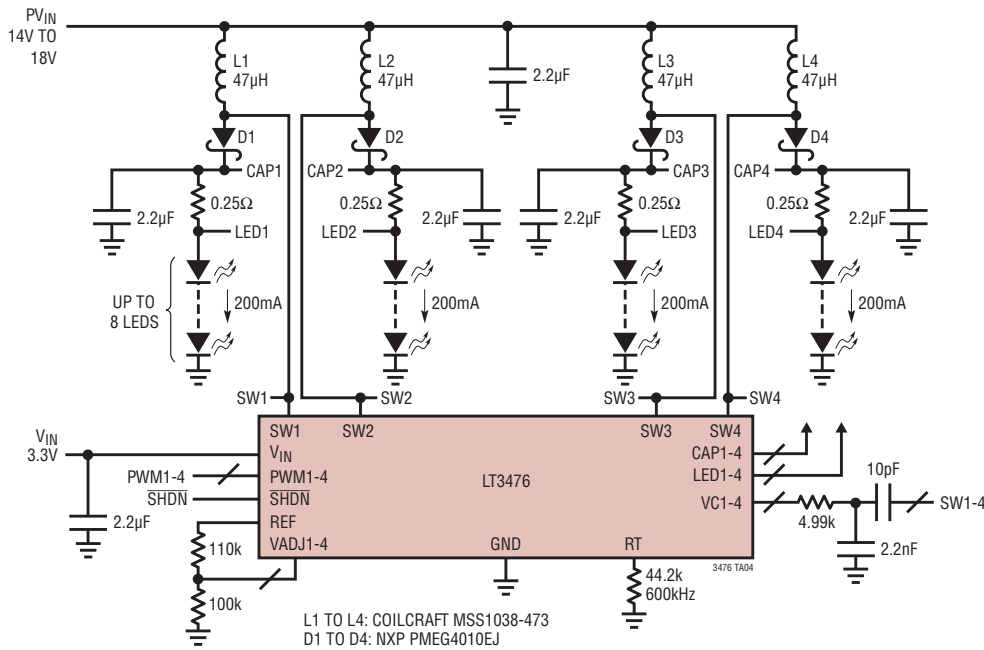 PVIN
14V TO
18V
L1
47µH
L2
47µH
2.2µF
L3
47µH
L4
47µH
D1
D2
D3
D4
CAP1
CAP2
CAP3
CAP4
2.2µF
0.25Ω
0.25Ω
2.2µF
2.2µF
0.25Ω
0.25Ω
2.2µF
LED1
LED2
LED3
LED4
UP TO
8 LEDS
200mA
200mA
200mA
200mA
SW1
SW2
SW3
SW4
SW1
SW2
SW3
SW4
VIN
3.3V
VIN
CAP1-4
PWM1-4
PWM1-4
LT3476
LED1-4
10pF
SHDN
SHDN
VC1-4
SW1-4
2.2µF
REF
4.99k
110k
VADJ1-4
GND
RT
2.2nF
3476 TA04
100k
44.2k
600kHz
L1 TO L4: COILCRAFT MSS1038-473
D1 TO D4: NXP PMEG4010EJ